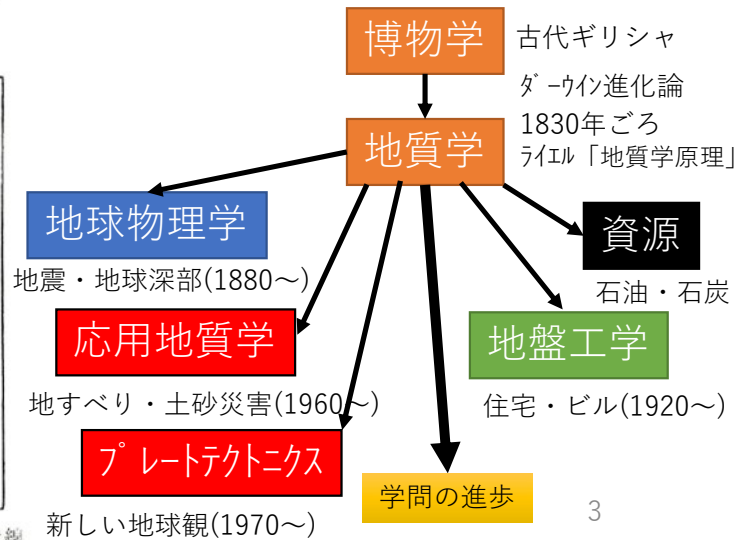 博物学
古代ギリシャ
ﾀﾞｰｳｲﾝ進化論
1830年ごろ
ﾗｲｴﾙ「地質学原理」
地質学
地球物理学
地震・地球深部(1880～)
資源
石油・石炭
応用地質学
地すべり・土砂災害(1960～)
地盤工学
住宅・ビル(1920～)
ﾌﾟﾚｰﾄﾃｸﾄﾆｸｽ
新しい地球観(1970～)
学問の進歩
3